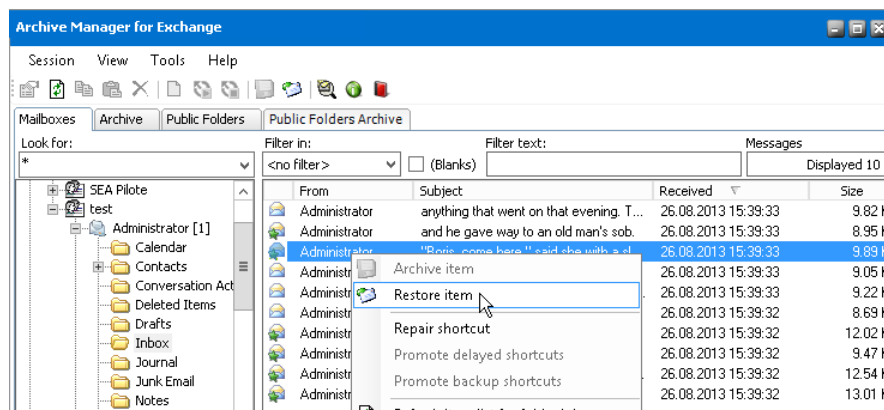 Archive Manager for Exchange
Session View Tools Help
Mailboxes Archive Public Folders Public Folders Archive
Look for: Filter in: Filter text: Messages
* <no filter> (Blanks) Displayed 10
From Subject Received Size
SEA Pilote
test
Administrator [1]
Calendar
Contacts
Conversation Act
Deleted Items
Drafts
Inbox
Journal
Junk Email
Notes
Administrator anything that went on that evening. T... 26.08.2013 15:39:33 9.82
Administrator and he gave way to an old man's sob. 26.08.2013 15:39:33 8.95
Administrator "Boris, come here," said she with a sl 26.08.2013 15:39:33 9.89
Administr 26.08.2013 15:39:33 9.05
Administr 26.08.2013 15:39:33 9.22
Administr 26.08.2013 15:39:32 8.69
Administr 26.08.2013 15:39:32 12.02
Administr 26.08.2013 15:39:32 9.47
Administr 26.08.2013 15:39:32 12.54
Administr 26.08.2013 15:39:32 13.01
Archive item
Restore item
Repair shortcut
Promote delayed shortcuts
Promote backup shortcuts